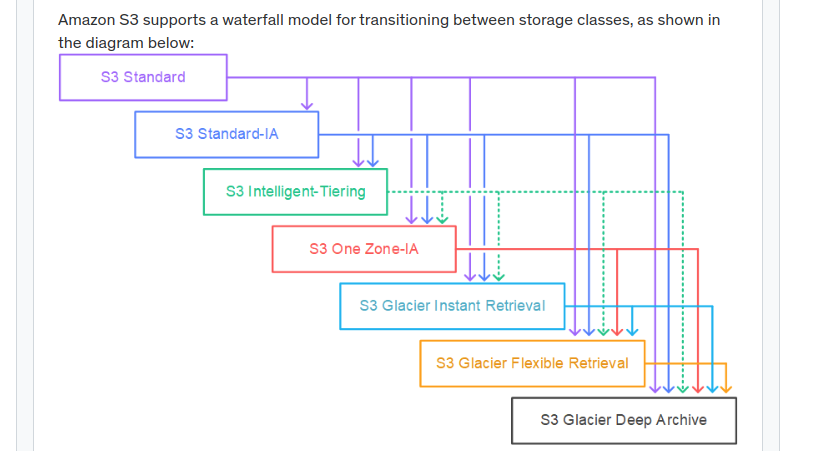 Amazon S3 supports a waterfall model for transitioning between storage classes, as shown in
the diagram below:
S3 Standard
S3 Standard-IA
S3 Intelligent-Tiering
S3 One Zone-IA
S3 Glacier Instant Retrieval
S3 Glacier Flexible Retrieval
S3 Glacier Deep Archive